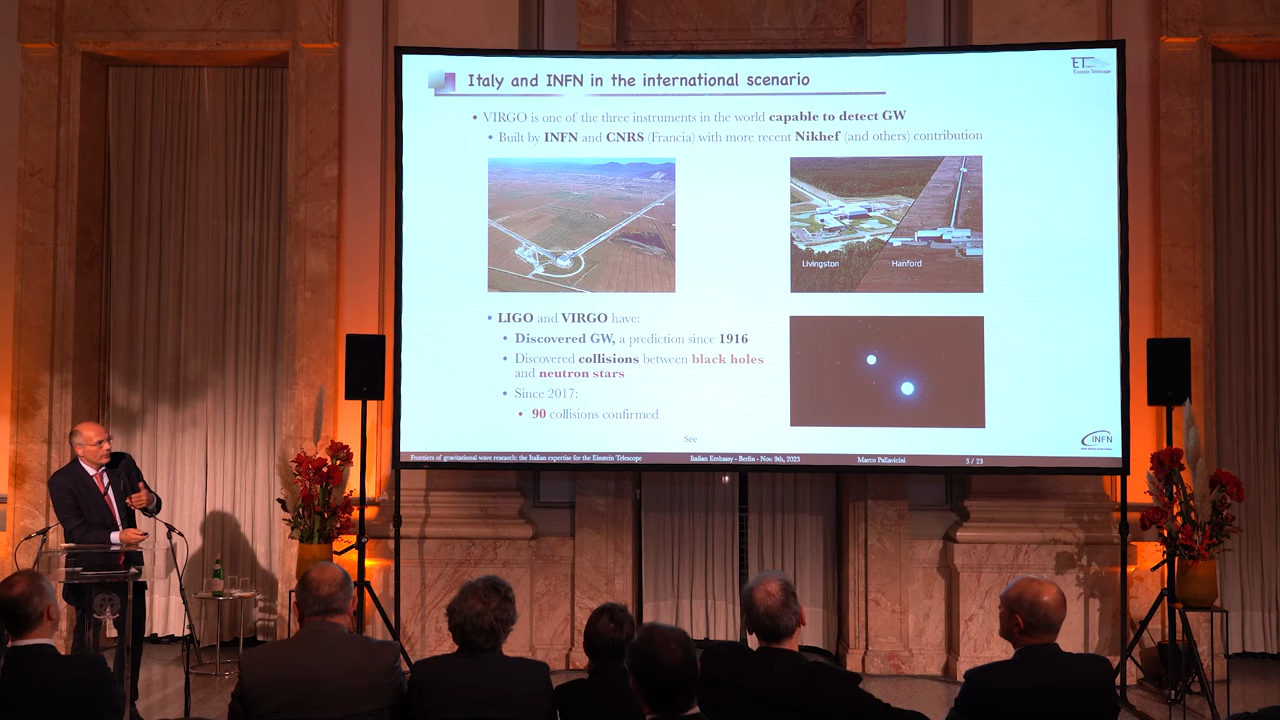 Italy and INFN in the international scenario
ET
Einstein Telescope
• VIRGO is one of the three instruments in the world capable to detect GW
• Built by INFN and CNRS (Francia) with more recent Nikhef (and others) contribution
Livingston
Hanford
• LIGO and VIRGO have:
• Discovered GW, a prediction since 1916
• Discovered collisions between black holes
and neutron stars
• Since 2017:
• 90 collisions confirmed
See
INFN
Frontiers of gravitational wave research: the Italian expertise for the Einstein Telescope
Italian Embassy - Berlin - Nov. 9th, 2023
Marco Pallavicini
3 / 23